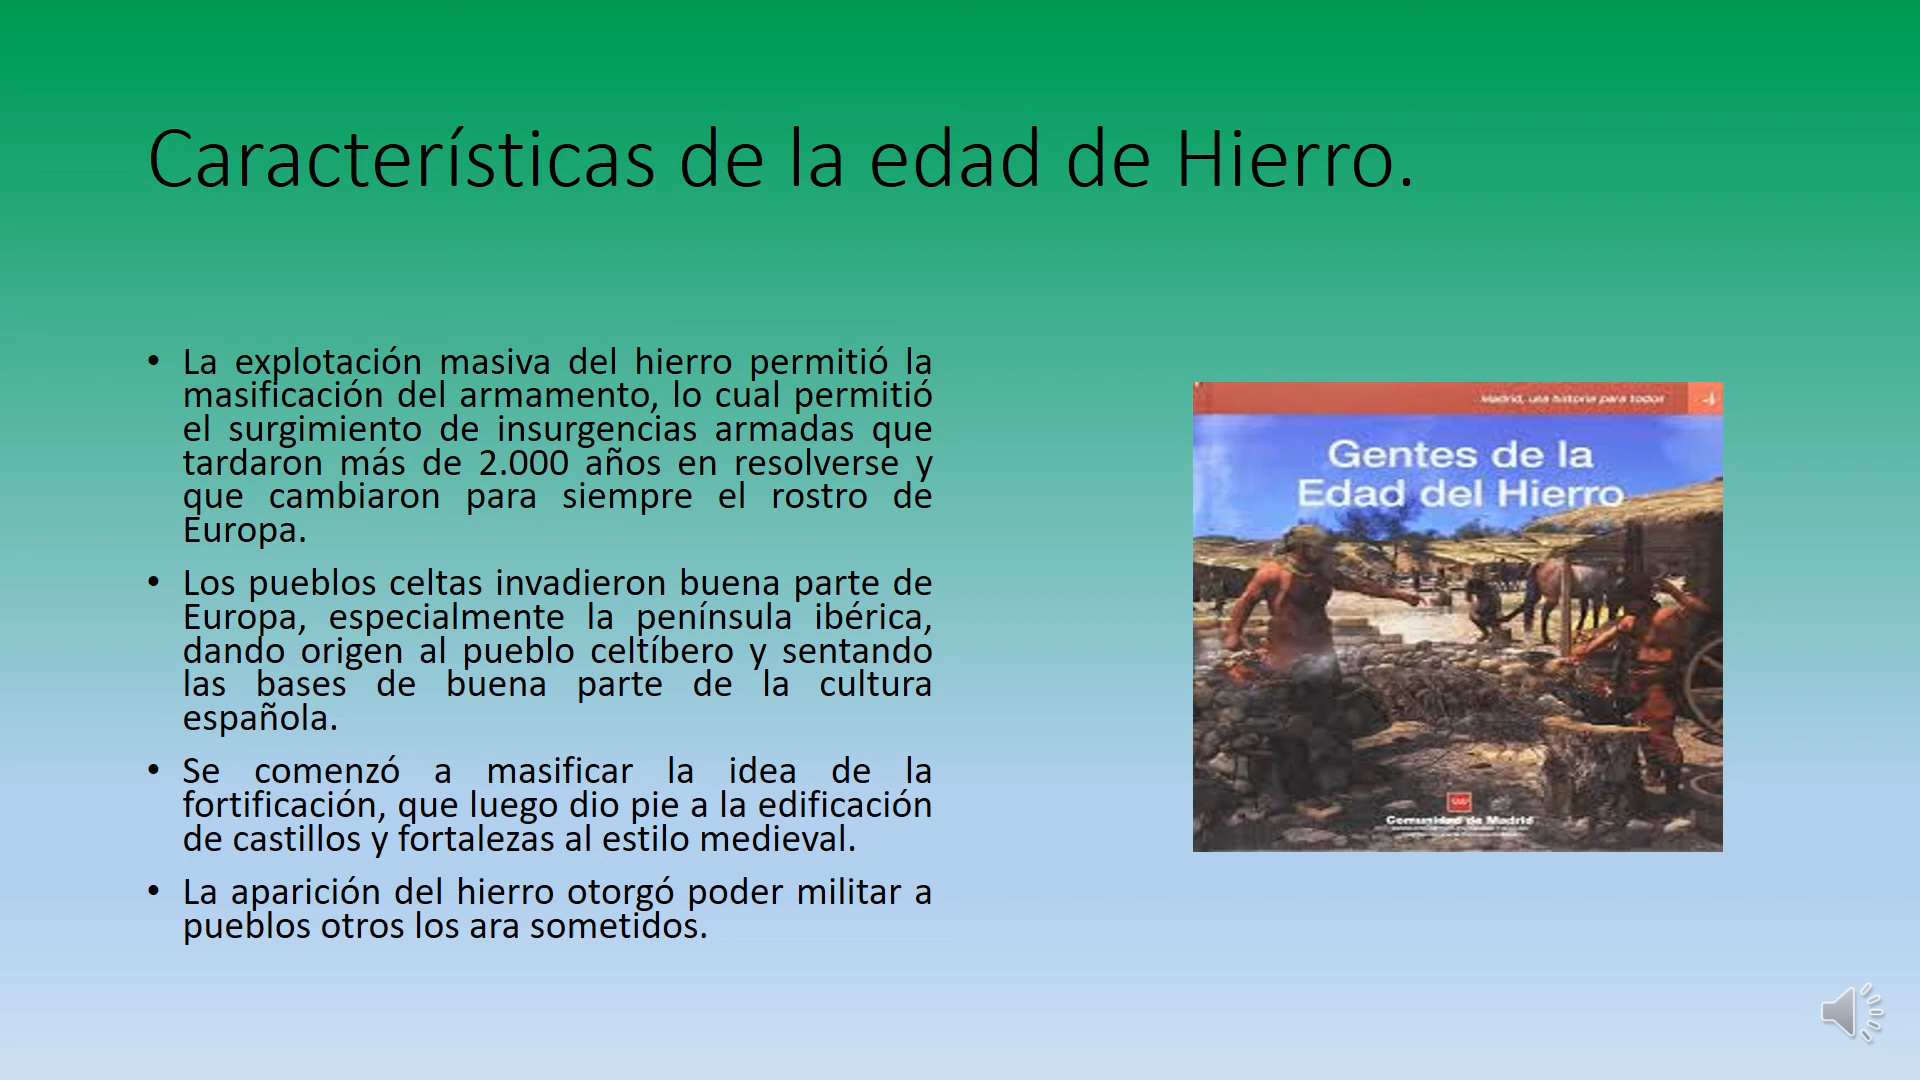 Características de la edad de Hierro.
• La explotación masiva del hierro permitió la
masificación del armamento, lo cual permitió
el surgimiento de insurgencias armadas que
tardaron más de 2.000 años en resolverse y
que cambiaron para siempre el rostro de
Europa.
• Los pueblos celtas invadieron buena parte de
Europa, especialmente la península ibérica,
dando origen al pueblo celtíbero y sentando
las bases de buena parte de la cultura
española.
• Se comenzó a masificar la idea de la
fortificación, que luego dio pie a la edificación
de castillos y fortalezas al estilo medieval.
• La aparición del hierro otorgó poder militar a
pueblos otros los ara sometidos.
Madrid, una historia para todos
Gentes de la
Edad del Hierro
Comunidad de Madrid